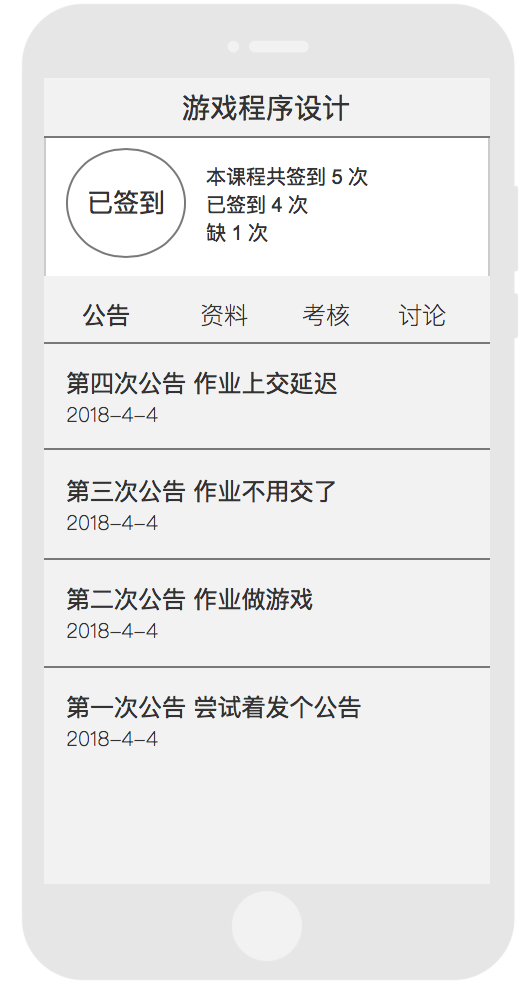 游戏程序设计
已签到
本课程共签到 5 次
已签到 4 次
缺 1 次
公告 资料 考核 讨论
第四次公告 作业上交延迟
2018-4-4
第三次公告 作业不用交了
2018-4-4
第二次公告 作业做游戏
2018-4-4
第一次公告 尝试着发个公告
2018-4-4